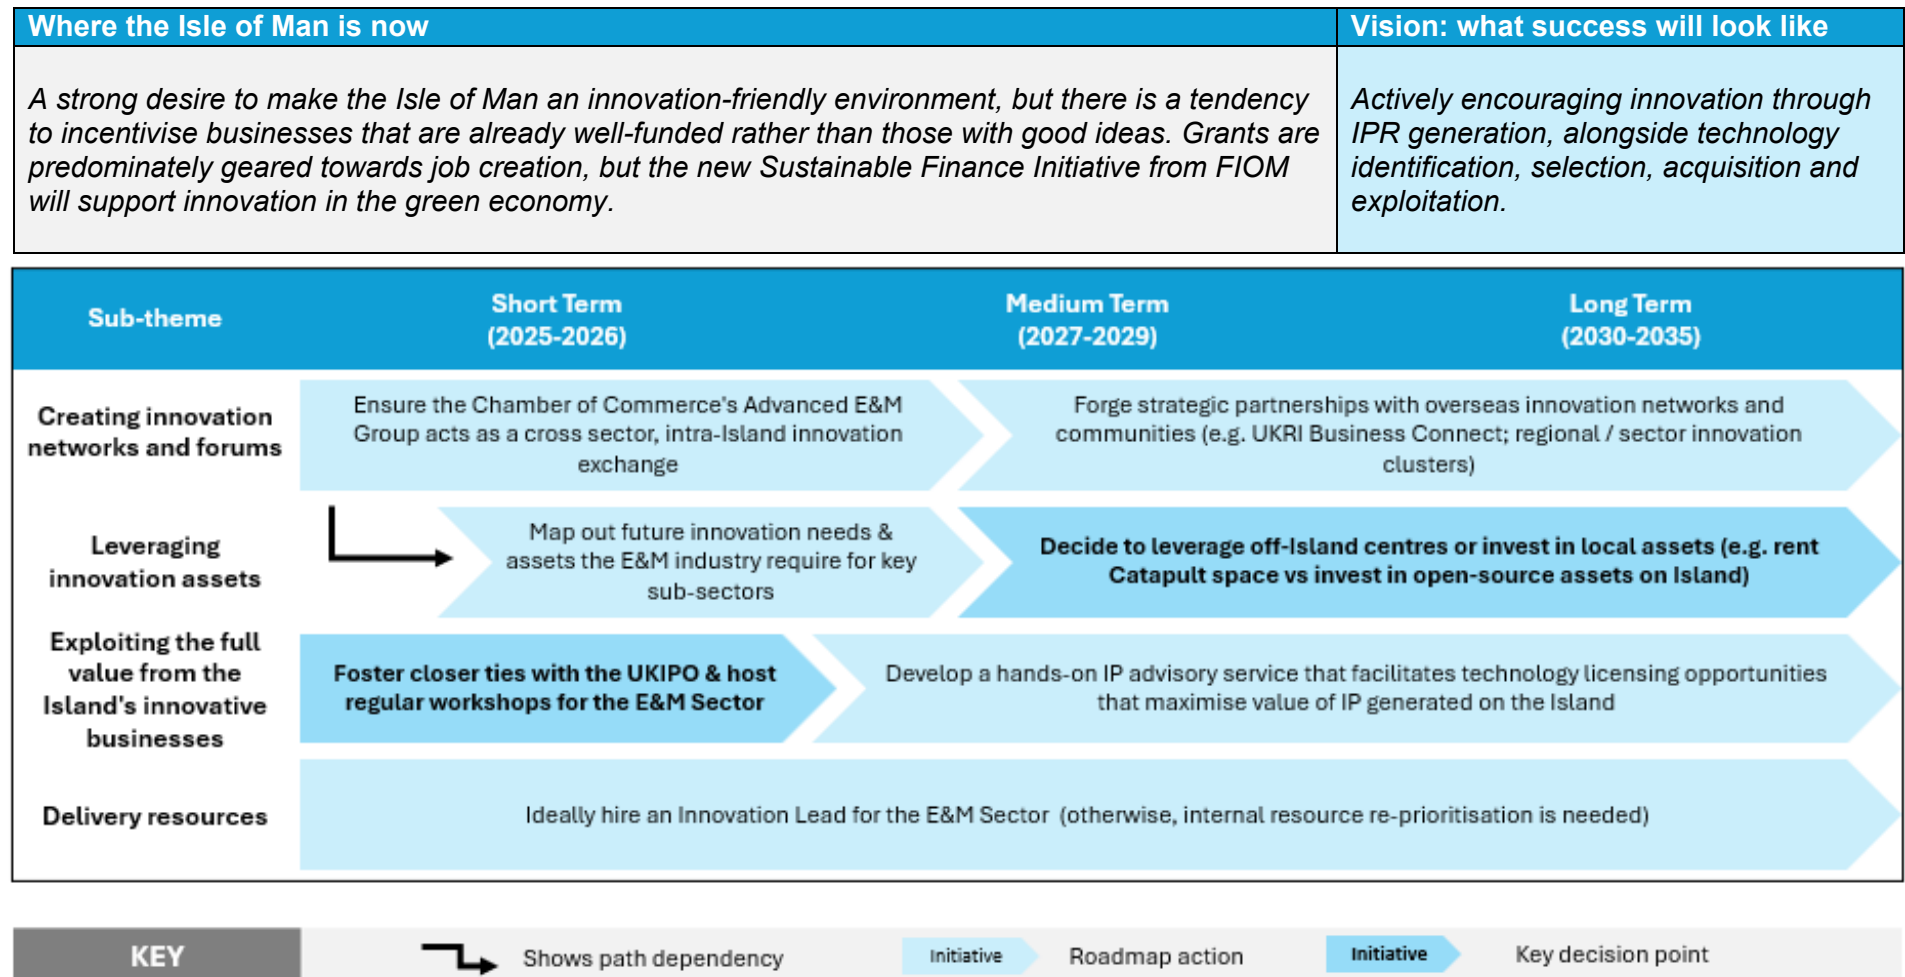 Where the Isle of Man is now
Vision: what success will look like
A strong desire to make the Isle of Man an innovation-friendly environment, but there is a tendency
to incentivise businesses that are already well-funded rather than those with good ideas. Grants are
predominately geared towards job creation, but the new Sustainable Finance Initiative from FIOM
will support innovation in the green economy.
Actively encouraging innovation through
IPR generation, alongside technology
identification, selection, acquisition and
exploitation.
Sub-theme
Short Term
(2025-2026)
Medium Term
(2027-2029)
Long Term
(2030-2035)
Creating innovation
networks and forums
Ensure the Chamber of Commerce's Advanced E&M
Group acts as a cross sector, intra-Island innovation
exchange
Forge strategic partnerships with overseas innovation networks and
communities (e.g. UKRI Business Connect; regional / sector innovation
clusters)
Leveraging
innovation assets
Map out future innovation needs &
assets the E&M industry require for key
sub-sectors
Decide to leverage off-Island centres or invest in local assets (e.g. rent
Catapult space vs invest in open-source assets on Island)
Exploiting the full
value from the
Island's innovative
businesses
Foster closer ties with the UKIPO & host
regular workshops for the E&M Sector
Develop a hands-on IP advisory service that facilitates technology licensing opportunities
that maximise value of IP generated on the Island
Delivery resources
Ideally hire an Innovation Lead for the E&M Sector (otherwise, internal resource re-prioritisation is needed)
KEY
Shows path dependency
Initiative
Roadmap action
Initiative
Key decision point